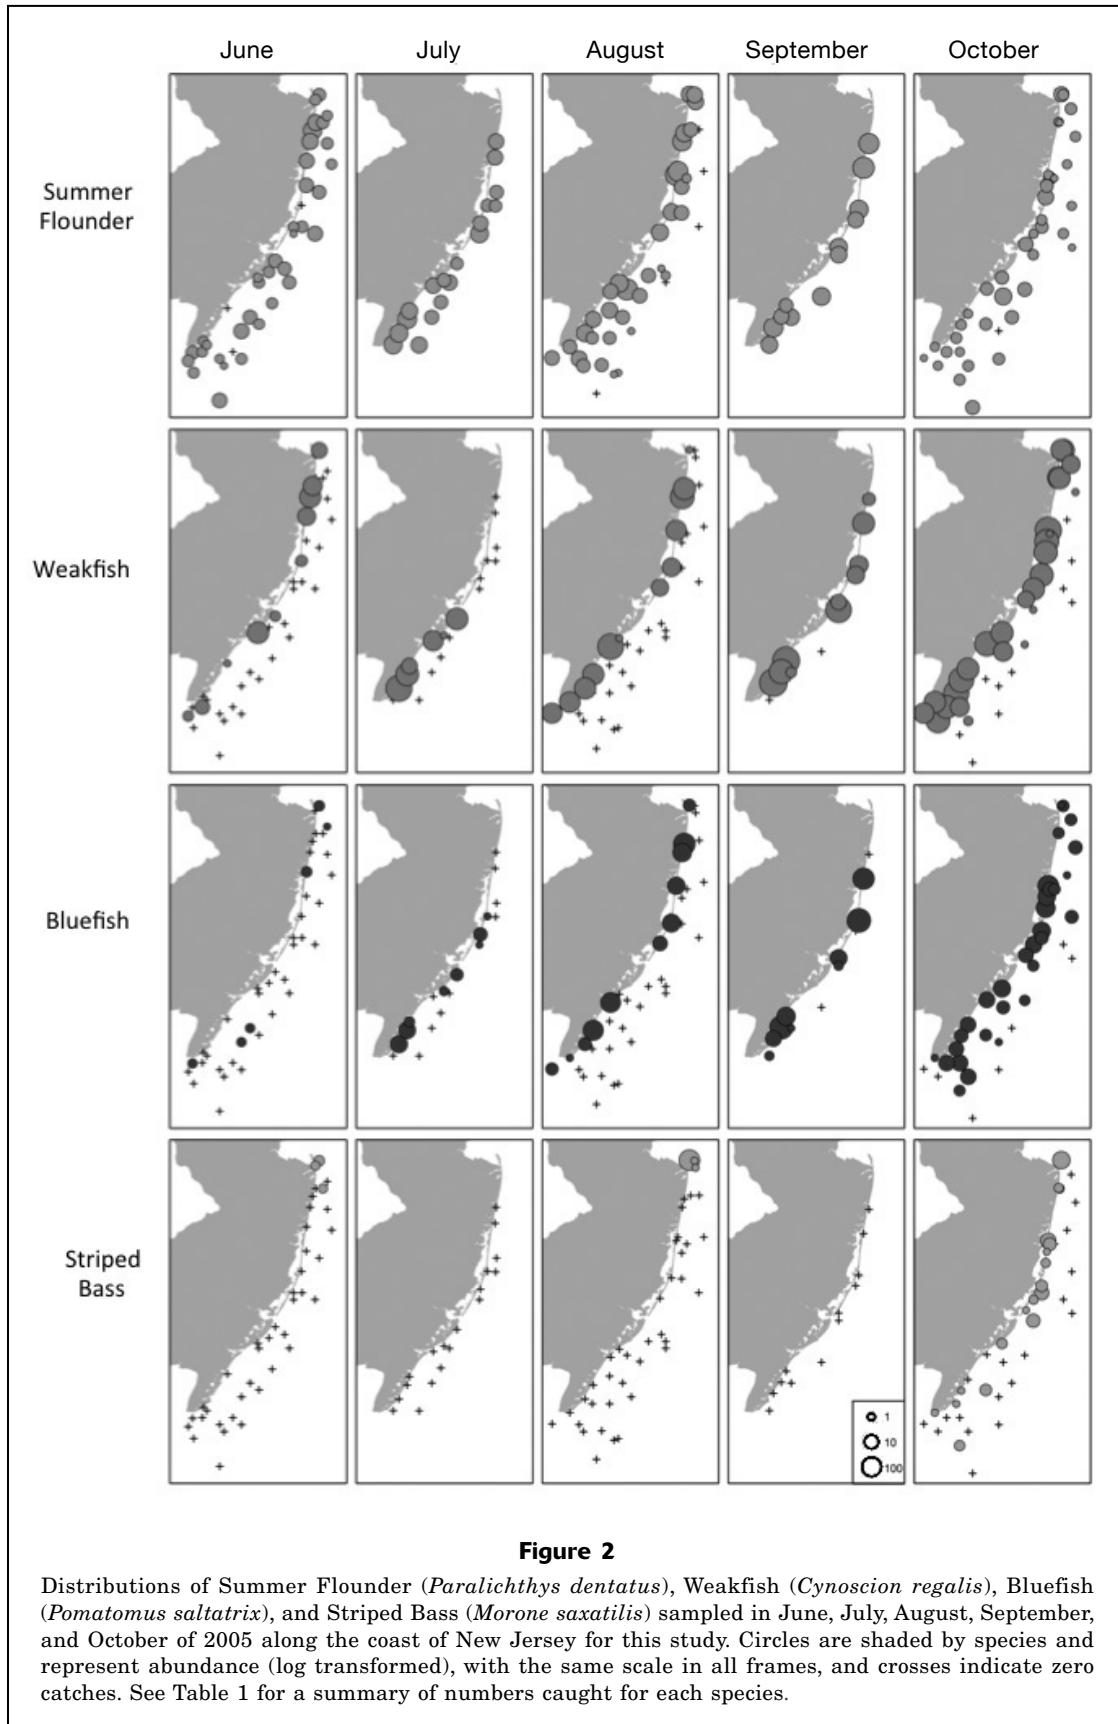 June July August September October
Summer
Flounder
Weakfish
Bluefish
Striped
Bass
1
10
100
Figure 2
Distributions of Summer Flounder (Paralichthys dentatus), Weakfish (Cynoscion regalis), Bluefish
(Pomatomus saltatrix), and Striped Bass (Morone saxatilis) sampled in June, July, August, September,
and October of 2005 along the coast of New Jersey for this study. Circles are shaded by species and
represent abundance (log transformed), with the same scale in all frames, and crosses indicate zero
catches. See Table 1 for a summary of numbers caught for each species.